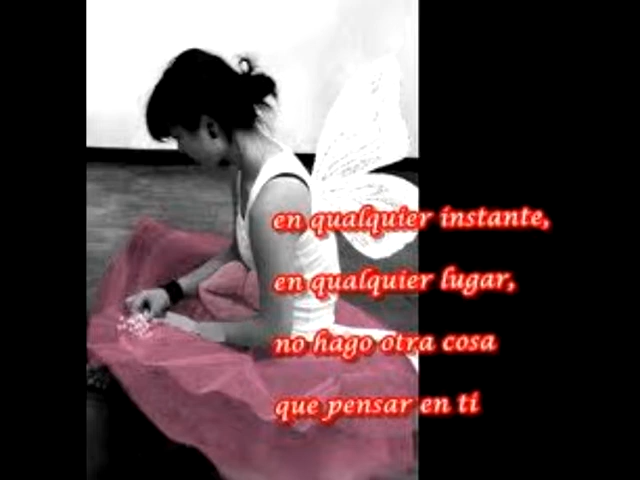 en qualquier instante,
en qualquier lugar,
no hago otra cosa
que pensar en ti